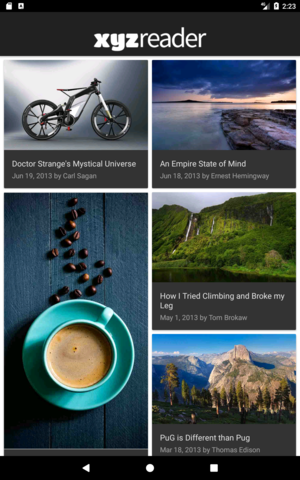 2:23
xyzreader
Doctor Strange's Mystical Universe
Jun 19, 2013 by Carl Sagan
An Empire State of Mind
Jun 18, 2013 by Ernest Hemingway
How I Tried Climbing and Broke my
Leg
May 1, 2013 by Tom Brokaw
PuG is Different than Pug
Mar 18, 2013 by Thomas Edison